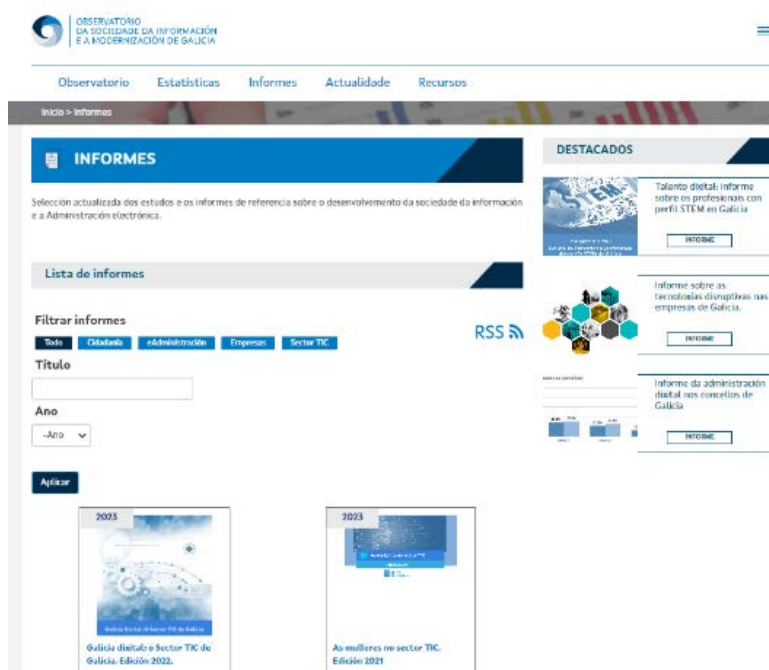 OBSERVATORIO
DA SOCIEDADE DA INFORMACIÓN
E A MODERNIZACIÓN DE GALICIA
Observatorio Estatísticas Informes Actualidade Recursos
Inicio > Informes
INFORMES
Selección actualizada dos estudos e os informes de referencia sobre o desenvolvemento da sociedade da información
e a Administración electrónica.
Lista de informes
Filtrar informes
RSS
Todo Cidadanía eAdministración Empresas Sector TIC
Título
Ano
-Ano
Aplicar
2023
Galicia dixital: o Sector TIC de
Galicia. Edición 2022.
2023
As mulleres no sector TIC.
Edición 2021
DESTACADOS
STEM
Talento dixital: informe
sobre os profesionais con
perfil STEM en Galicia
INFORME
Informe sobre as
tecnoloxías disruptivas nas
empresas de Galicia.
INFORME
Informe da administración
dixital nos concellos de
Galicia
INFORME